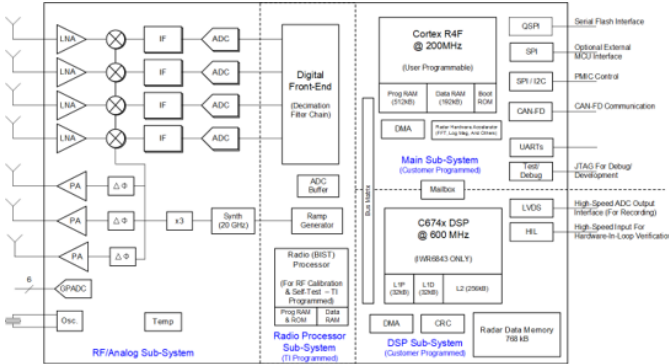 LNA
IF
ADC
LNA
IF
ADC
LNA
IF
ADC
LNA
IF
ADC
Digital
Front-End
(Decimation
Filter Chain)
PA
Δ Φ
PA
Δ Φ
PA
Δ Φ
x3
Synth
(20 GHz)
ADC
Buffer
Ramp
Generator
6
GPADC
Osc.
Temp
RF/Analog Sub-System
Radio (BIST)
Processor
(For RF Calibration
& Self-Test – TI
Programmed)
Prog RAM
& ROM
Data
RAM
Radio Processor
Sub-System
(TI Programmed)
Cortex R4F
@ 200MHz
(User Programmable)
Prog RAM
(512kB)
Data RAM
(192kB)
Boot
ROM
DMA
Radar Hardware Accelerator
(FFT, Log Mag, And Others)
Main Sub-System
(Customer Programmed)
Bus Matrix
Mailbox
C674x DSP
@ 600 MHz
(IWR6843 ONLY)
L1P
(32kB)
L1D
(32kB)
L2 (256kB)
DMA
CRC
DSP Sub-System
(Customer Programmed)
Radar Data Memory
768 kB
QSPI
Serial Flash Interface
SPI
Optional External
MCU Interface
SPI / I2C
PMIC Control
CAN-FD
CAN-FD Communication
UARTs
Test/
Debug
JTAG For Debug/
Development
LVDS
High-Speed ADC Output
Interface (For Recording)
HIL
High-Speed Input For
Hardware-In-Loop Verification